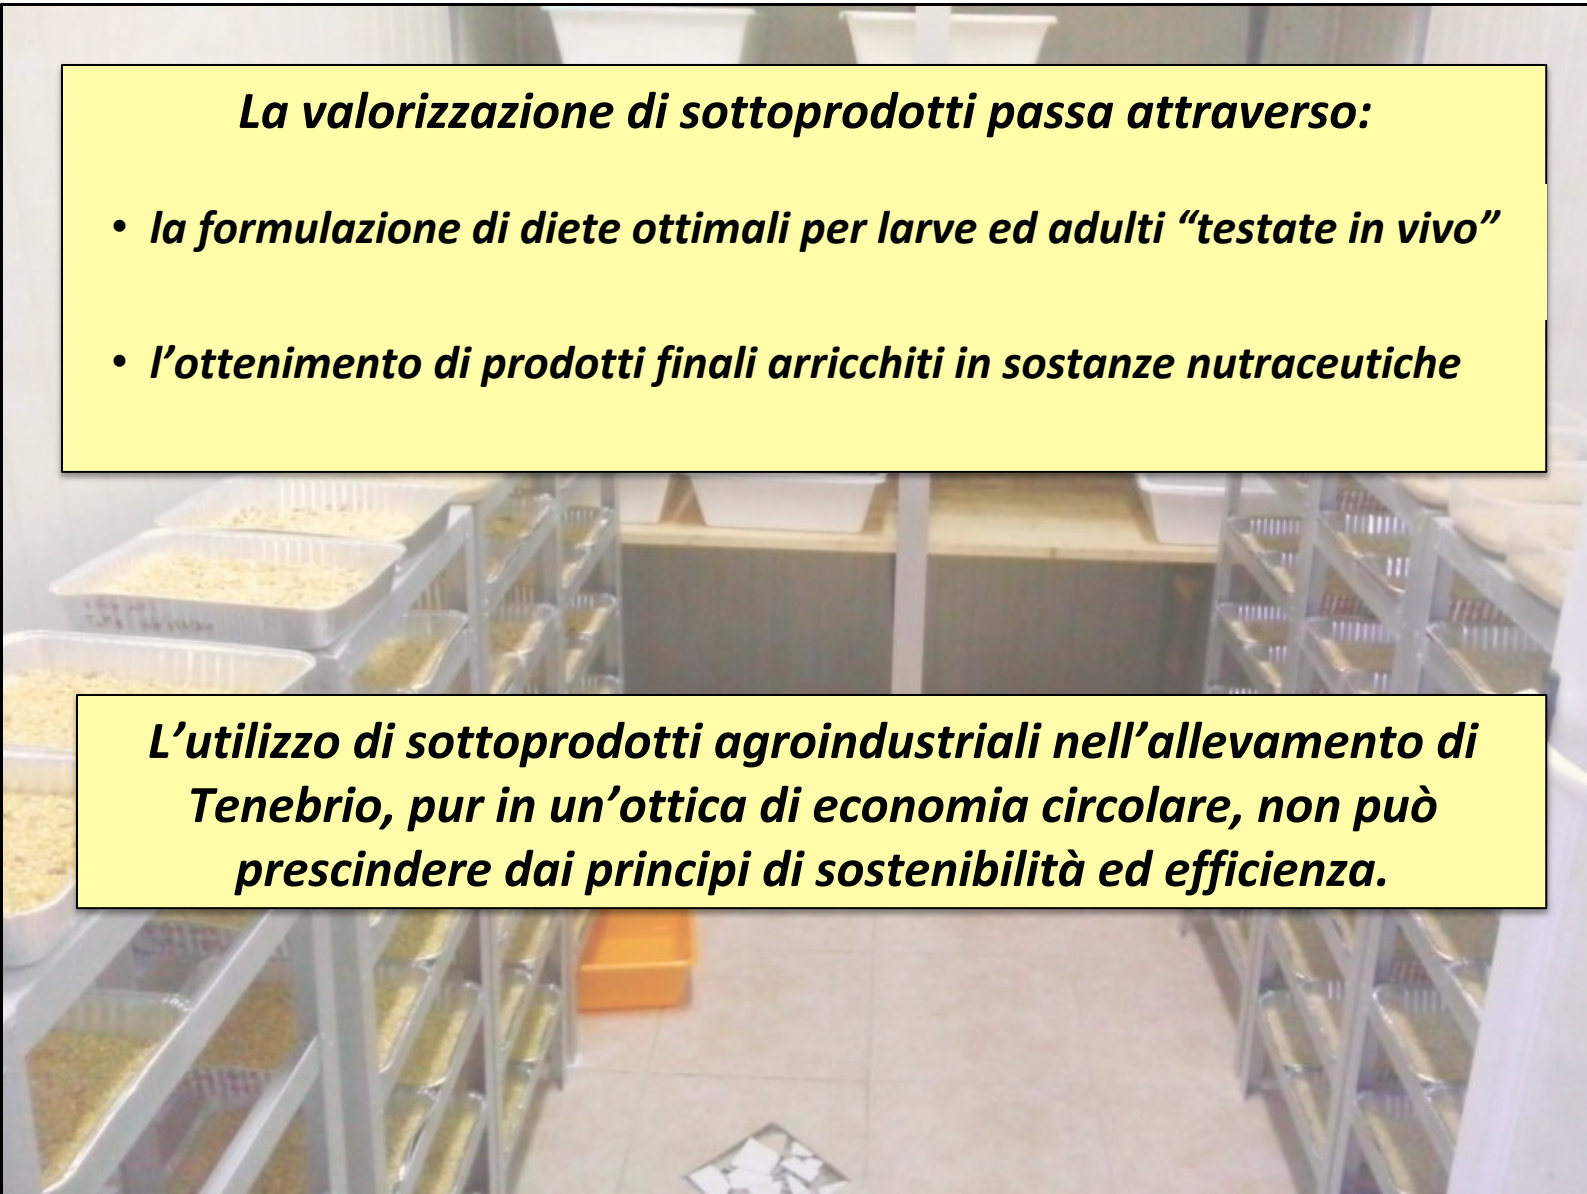 La valorizzazione di sottoprodotti passa attraverso:
• la formulazione di diete ottimali per larve ed adulti “testate in vivo”
• l’ottenimento di prodotti finali arricchiti in sostanze nutraceutiche
L’utilizzo di sottoprodotti agroindustriali nell’allevamento di
Tenebrio, pur in un’ottica di economia circolare, non può
prescindere dai principi di sostenibilità ed efficienza.